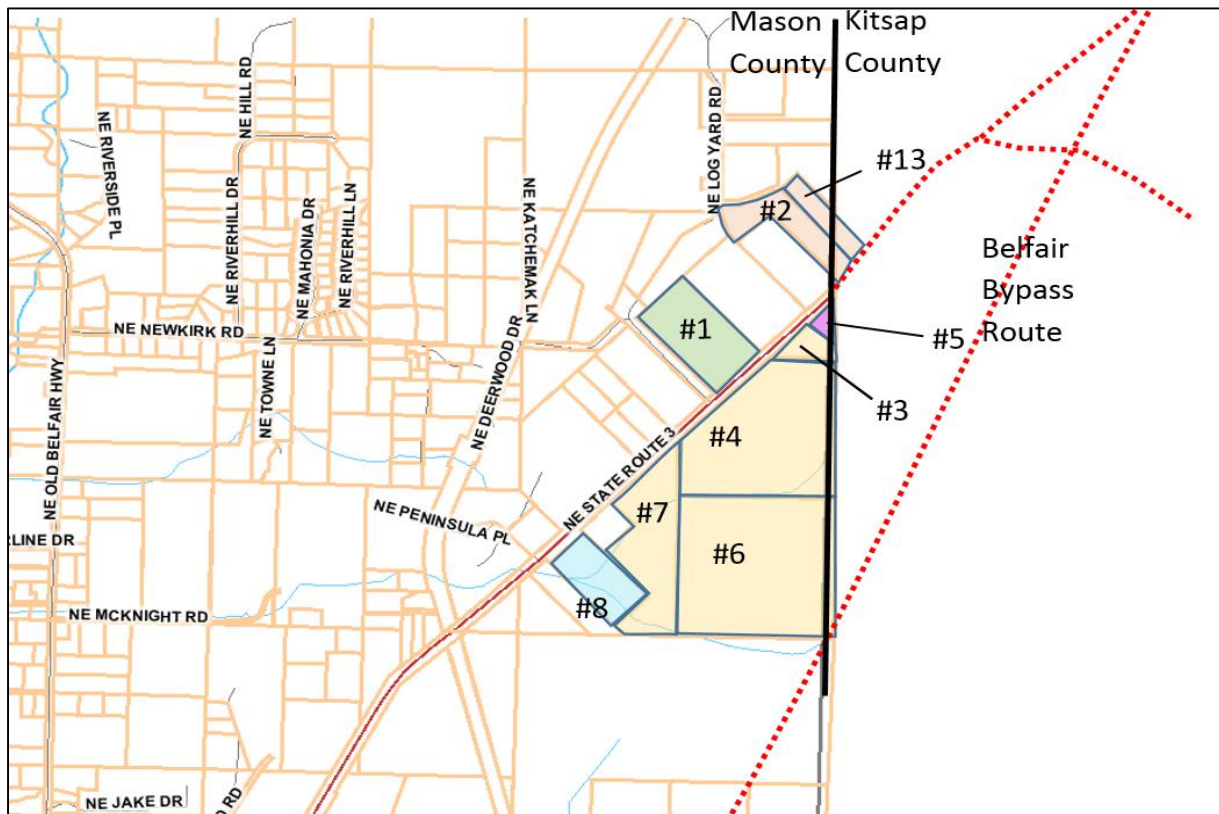 Mason
County
Kitsap
County
NE HILL RD
NE RIVERSIDE PL
NE LOG YARD RD
#13
#2
NE RIVERHILL DR
NE MAHONIA DR
NE RIVERHILL LN
NE KATCHEMAK LN
Belfair
Bypass
Route
#1
NE NEWKIRK RD
#5
#3
NE OLD BELFAIR HWY
NE TOWNE LN
NE DEERWOOD DR
#4
NE STATE ROUTE 3
NE PENINSULA PL
#7
RLINE DR
#6
#8
NE MCKNIGHT RD
NE JAKE DR
O RD